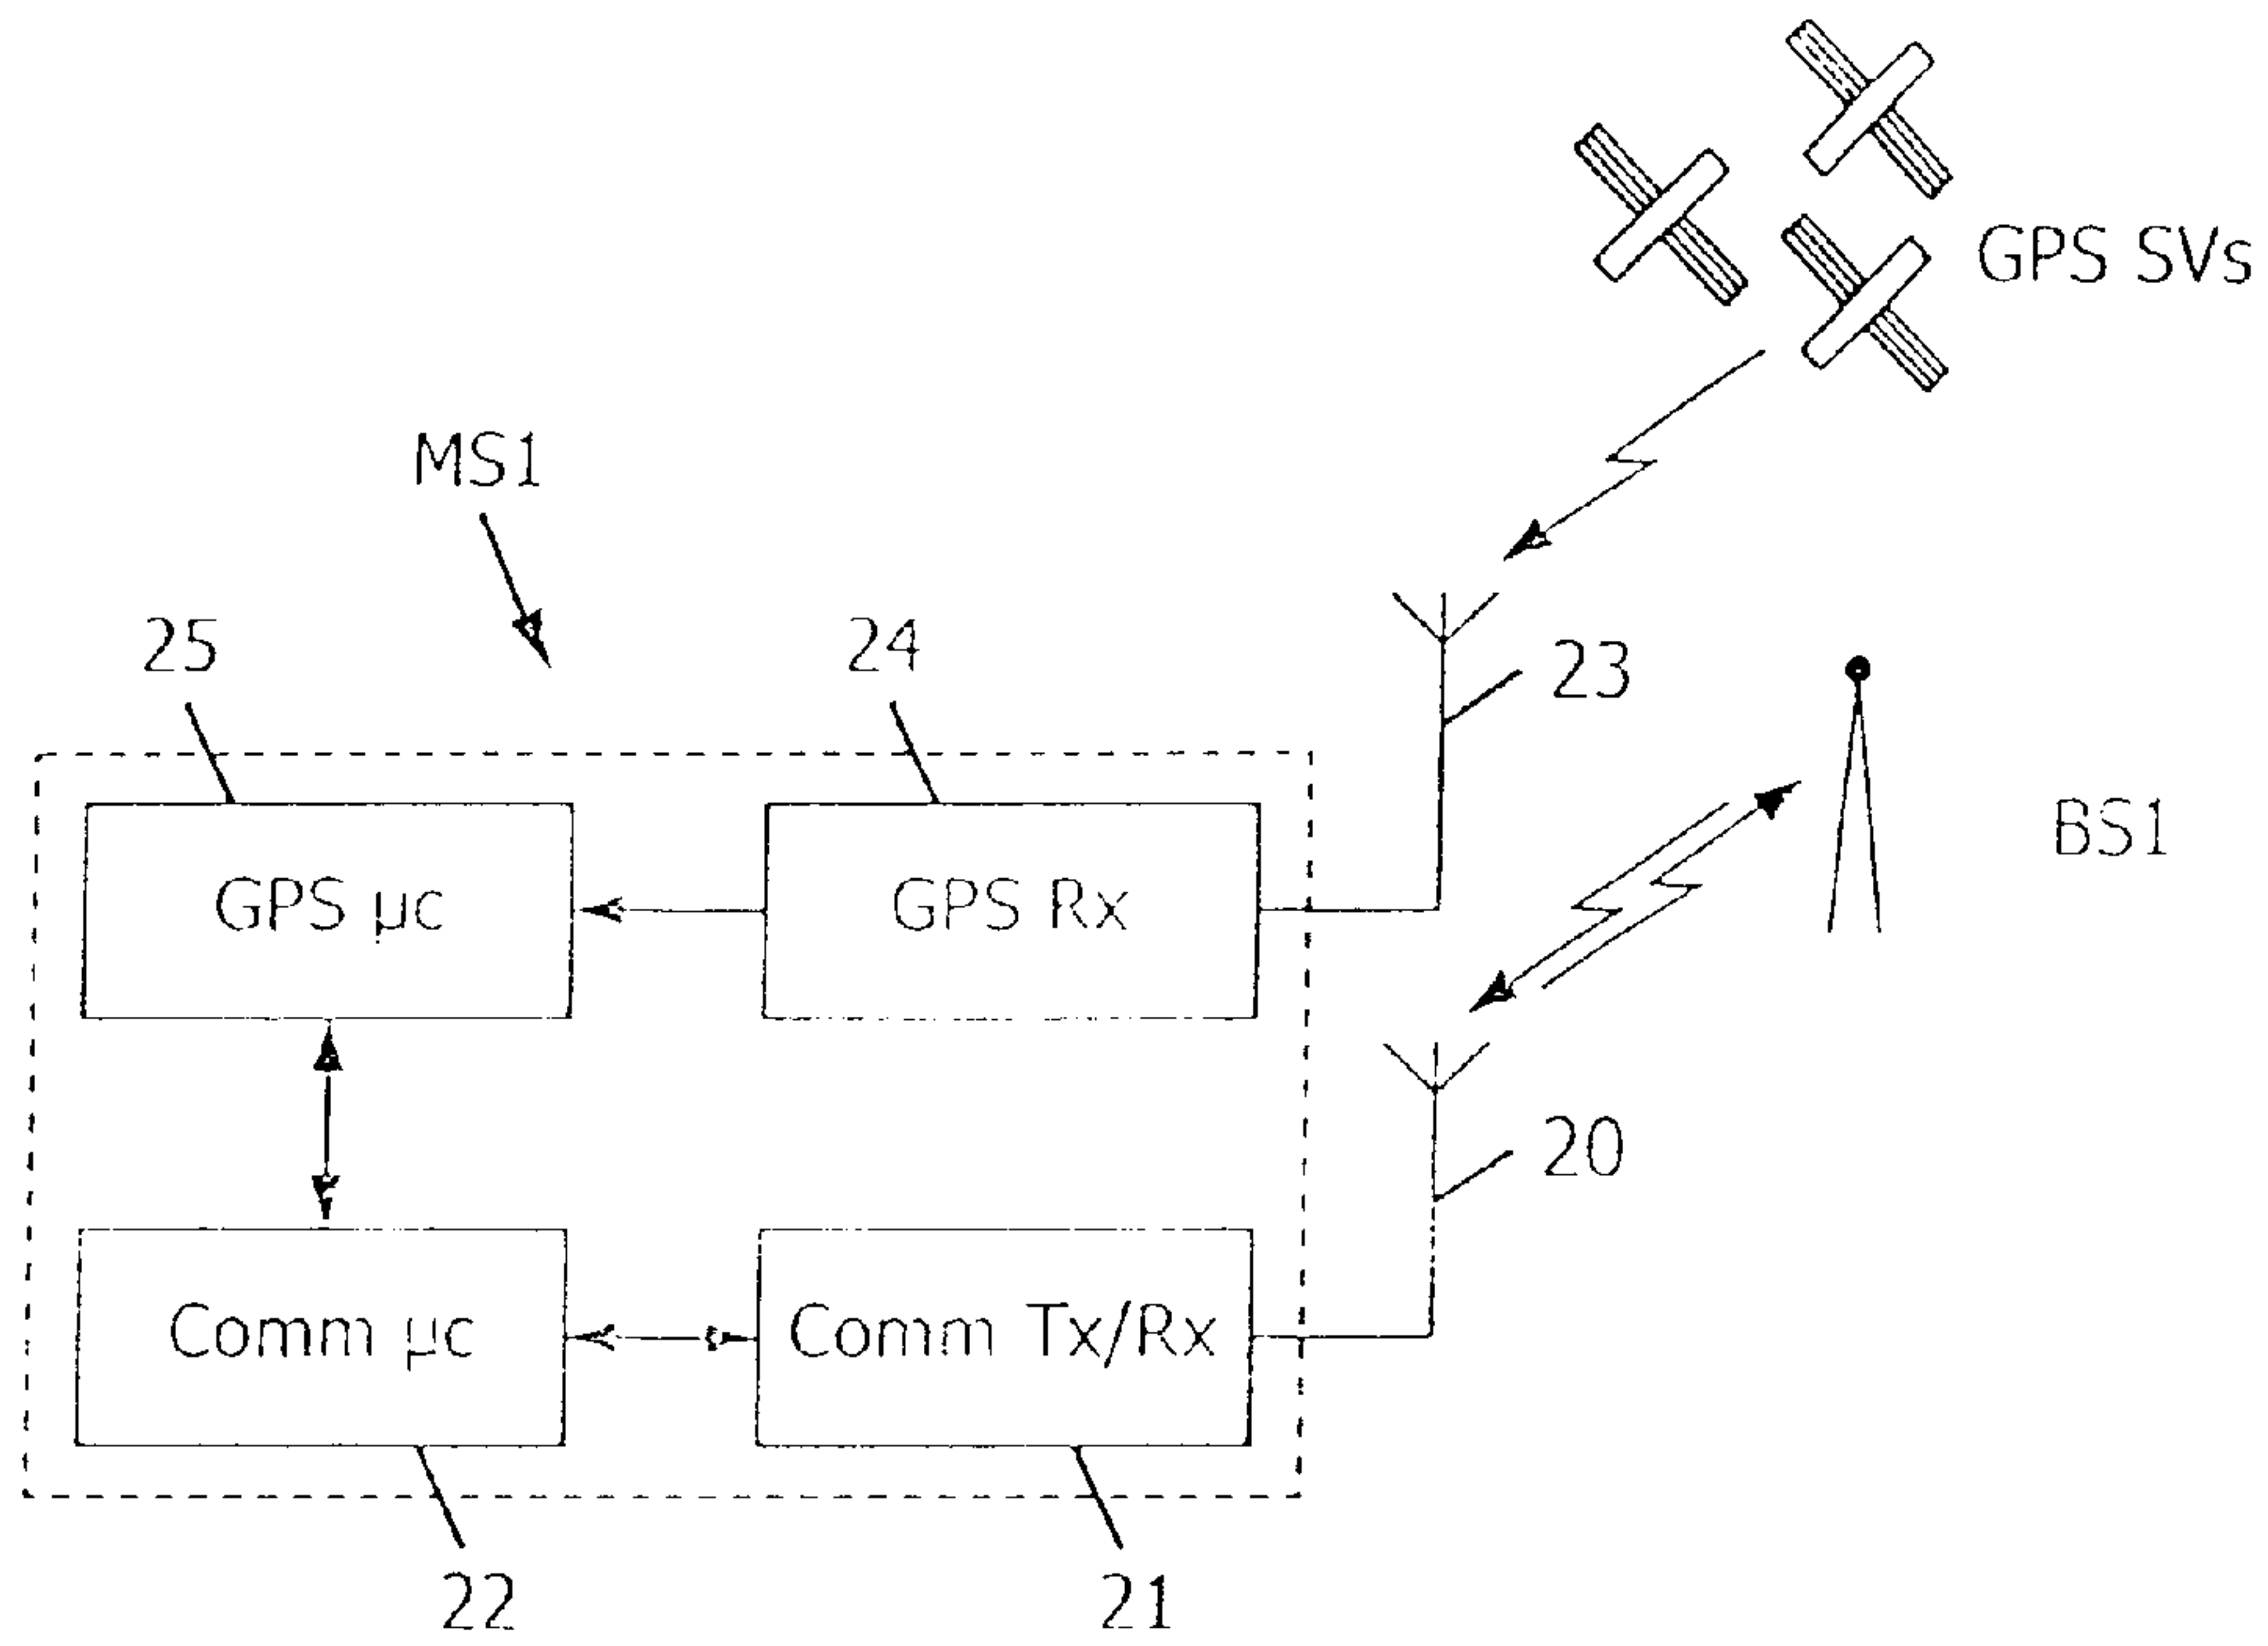 GPS SVs
MS1
25
24
23
BS1
GPS µc
GPS Rx
20
Comm µc
Comm Tx/Rx
22
21